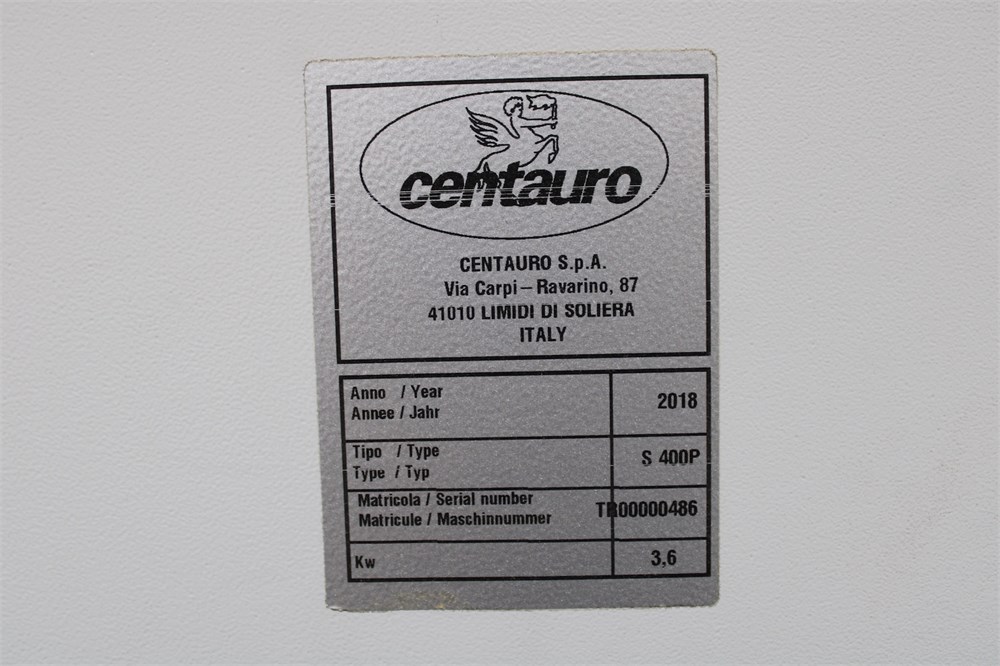 centauro
CENTAURO S.p.A.
Via Carpi – Ravarino, 87
41010 LIMIDI DI SOLIERA
ITALY
Anno / Year
Annee / Jahr
2018
Tipo / Type
Type / Typ
S 400P
Matricola / Serial number
Matricule / Maschinnummer
TR00000486
Kw
3,6